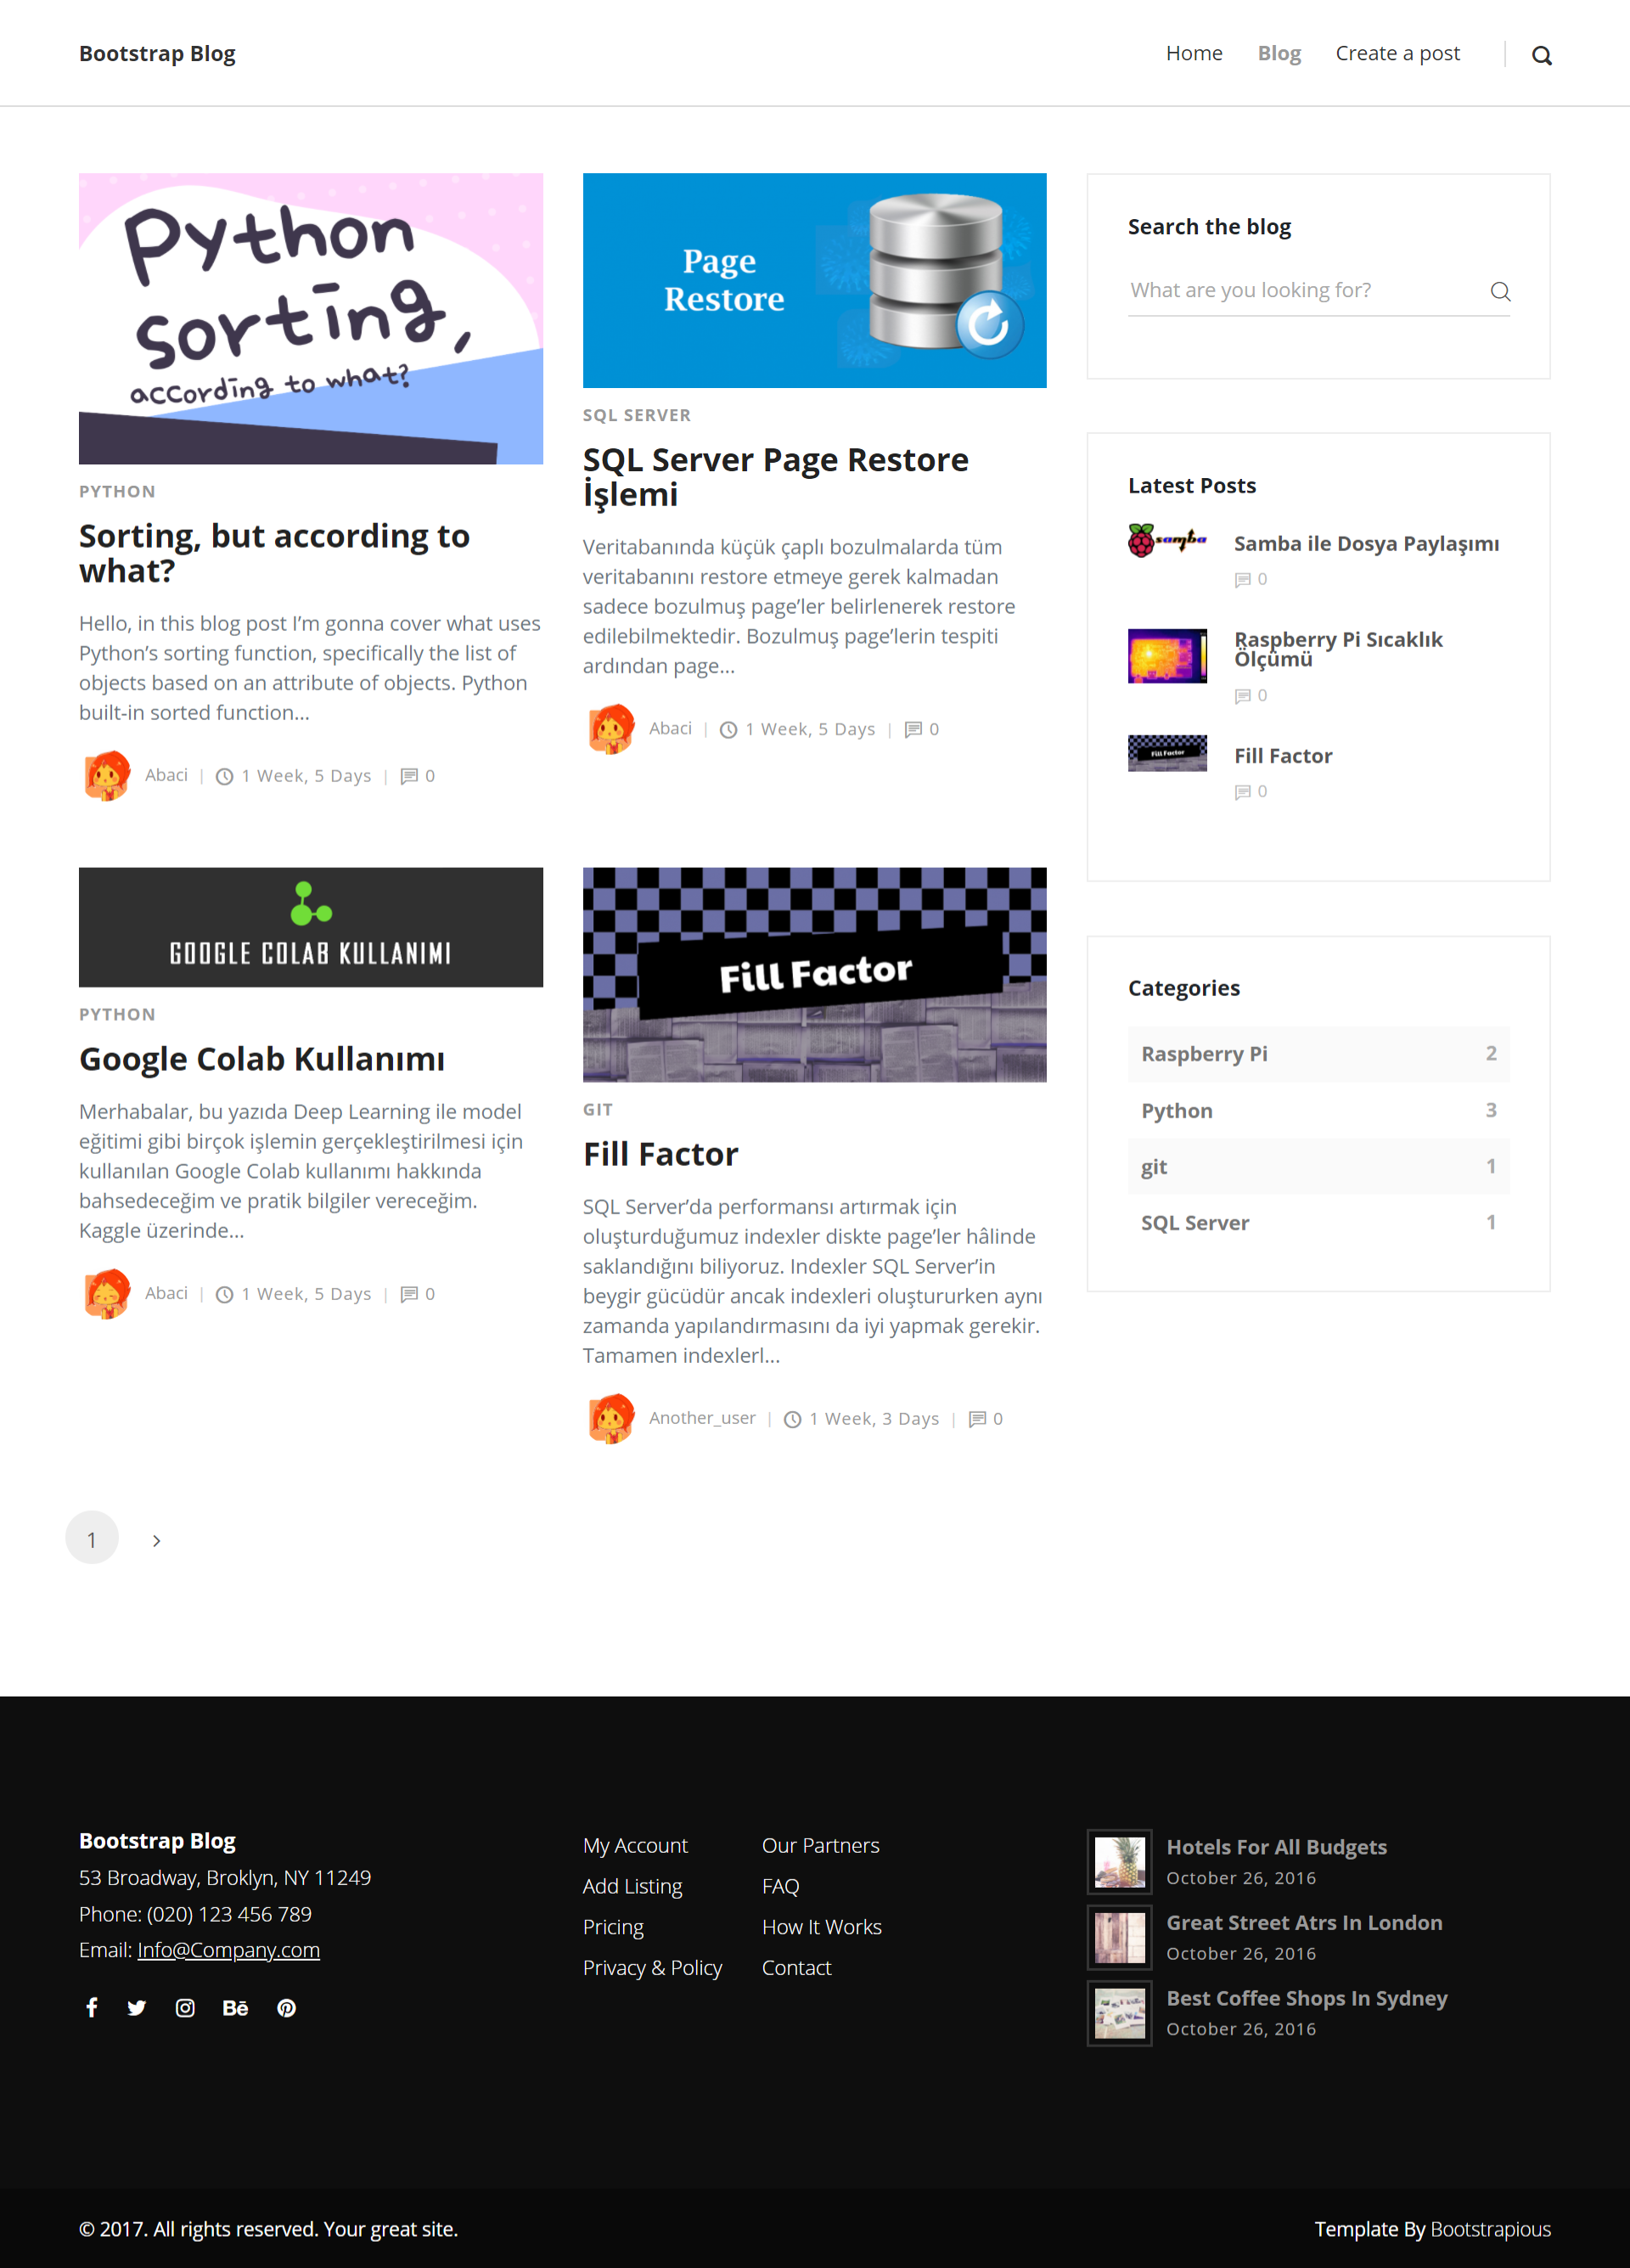 Bootstrap Blog
Home Blog Create a post
Python
sorting,
according to what?
PYTHON
Sorting, but according to
what?
Hello, in this blog post I’m gonna cover what uses
Python’s sorting function, specifically the list of
objects based on an attribute of objects. Python
built-in sorted function...
Abaci | 1 Week, 5 Days | 0
Page
Restore
SQL SERVER
SQL Server Page Restore
İşlemi
Veritabanında küçük çaplı bozulmalarda tüm
veritabanını restore etmeye gerek kalmadan
sadece bozulmuş page’ler belirlenerek restore
edilebilmektedir. Bozulmuş page’lerin tespiti
ardından page...
Abaci | 1 Week, 5 Days | 0
GOOGLE COLAB KULLANIMI
PYTHON
Google Colab Kullanımı
Merhabalar, bu yazıda Deep Learning ile model
eğitimi gibi birçok işlemin gerçekleştirilmesi için
kullanılan Google Colab kullanımı hakkında
bahsedeceğim ve pratik bilgiler vereceğim.
Kaggle üzerinde...
Abaci | 1 Week, 5 Days | 0
Fill Factor
GIT
Fill Factor
SQL Server’da performansı artırmak için
oluşturduğumuz indexler diskte page’ler hâlinde
saklandığını biliyoruz. Indexler SQL Server’in
beygir gücüdür ancak indexleri oluştururken aynı
zamanda yapılandırmasını da iyi yapmak gerekir.
Tamamen indexlerl...
Another_user | 1 Week, 3 Days | 0
1
Search the blog
What are you looking for?
Latest Posts
samba
Samba ile Dosya Paylaşımı
0
Raspberry Pi Sıcaklık
Ölçümü
0
Fill Factor
Fill Factor
0
Categories
Raspberry Pi 2
Python 3
git 1
SQL Server 1
Bootstrap Blog
53 Broadway, Broklyn, NY 11249
Phone: (020) 123 456 789
Email: Info@Company.com
Bē
My Account
Add Listing
Pricing
Privacy & Policy
Our Partners
FAQ
How It Works
Contact
Hotels For All Budgets
October 26, 2016
Great Street Atrs In London
October 26, 2016
Best Coffee Shops In Sydney
October 26, 2016
© 2017. All rights reserved. Your great site.
Template By Bootstrapious